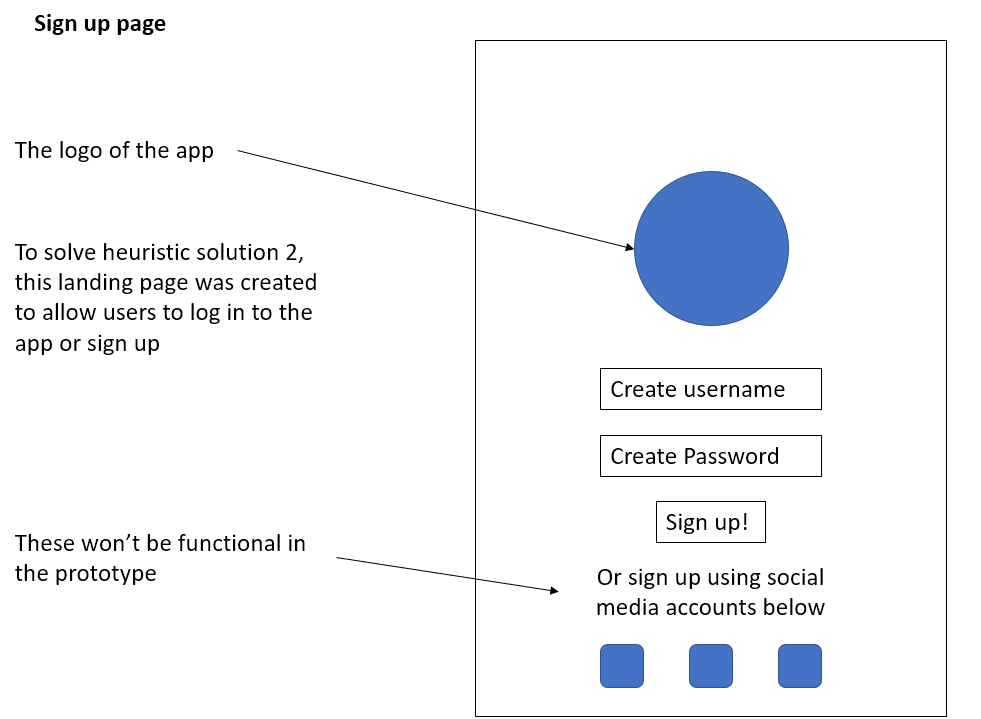 Sign up page
The logo of the app
To solve heuristic solution 2,
this landing page was created
to allow users to log in to the
app or sign up
These won’t be functional in
the prototype
Create username
Create Password
Sign up!
Or sign up using social
media accounts below